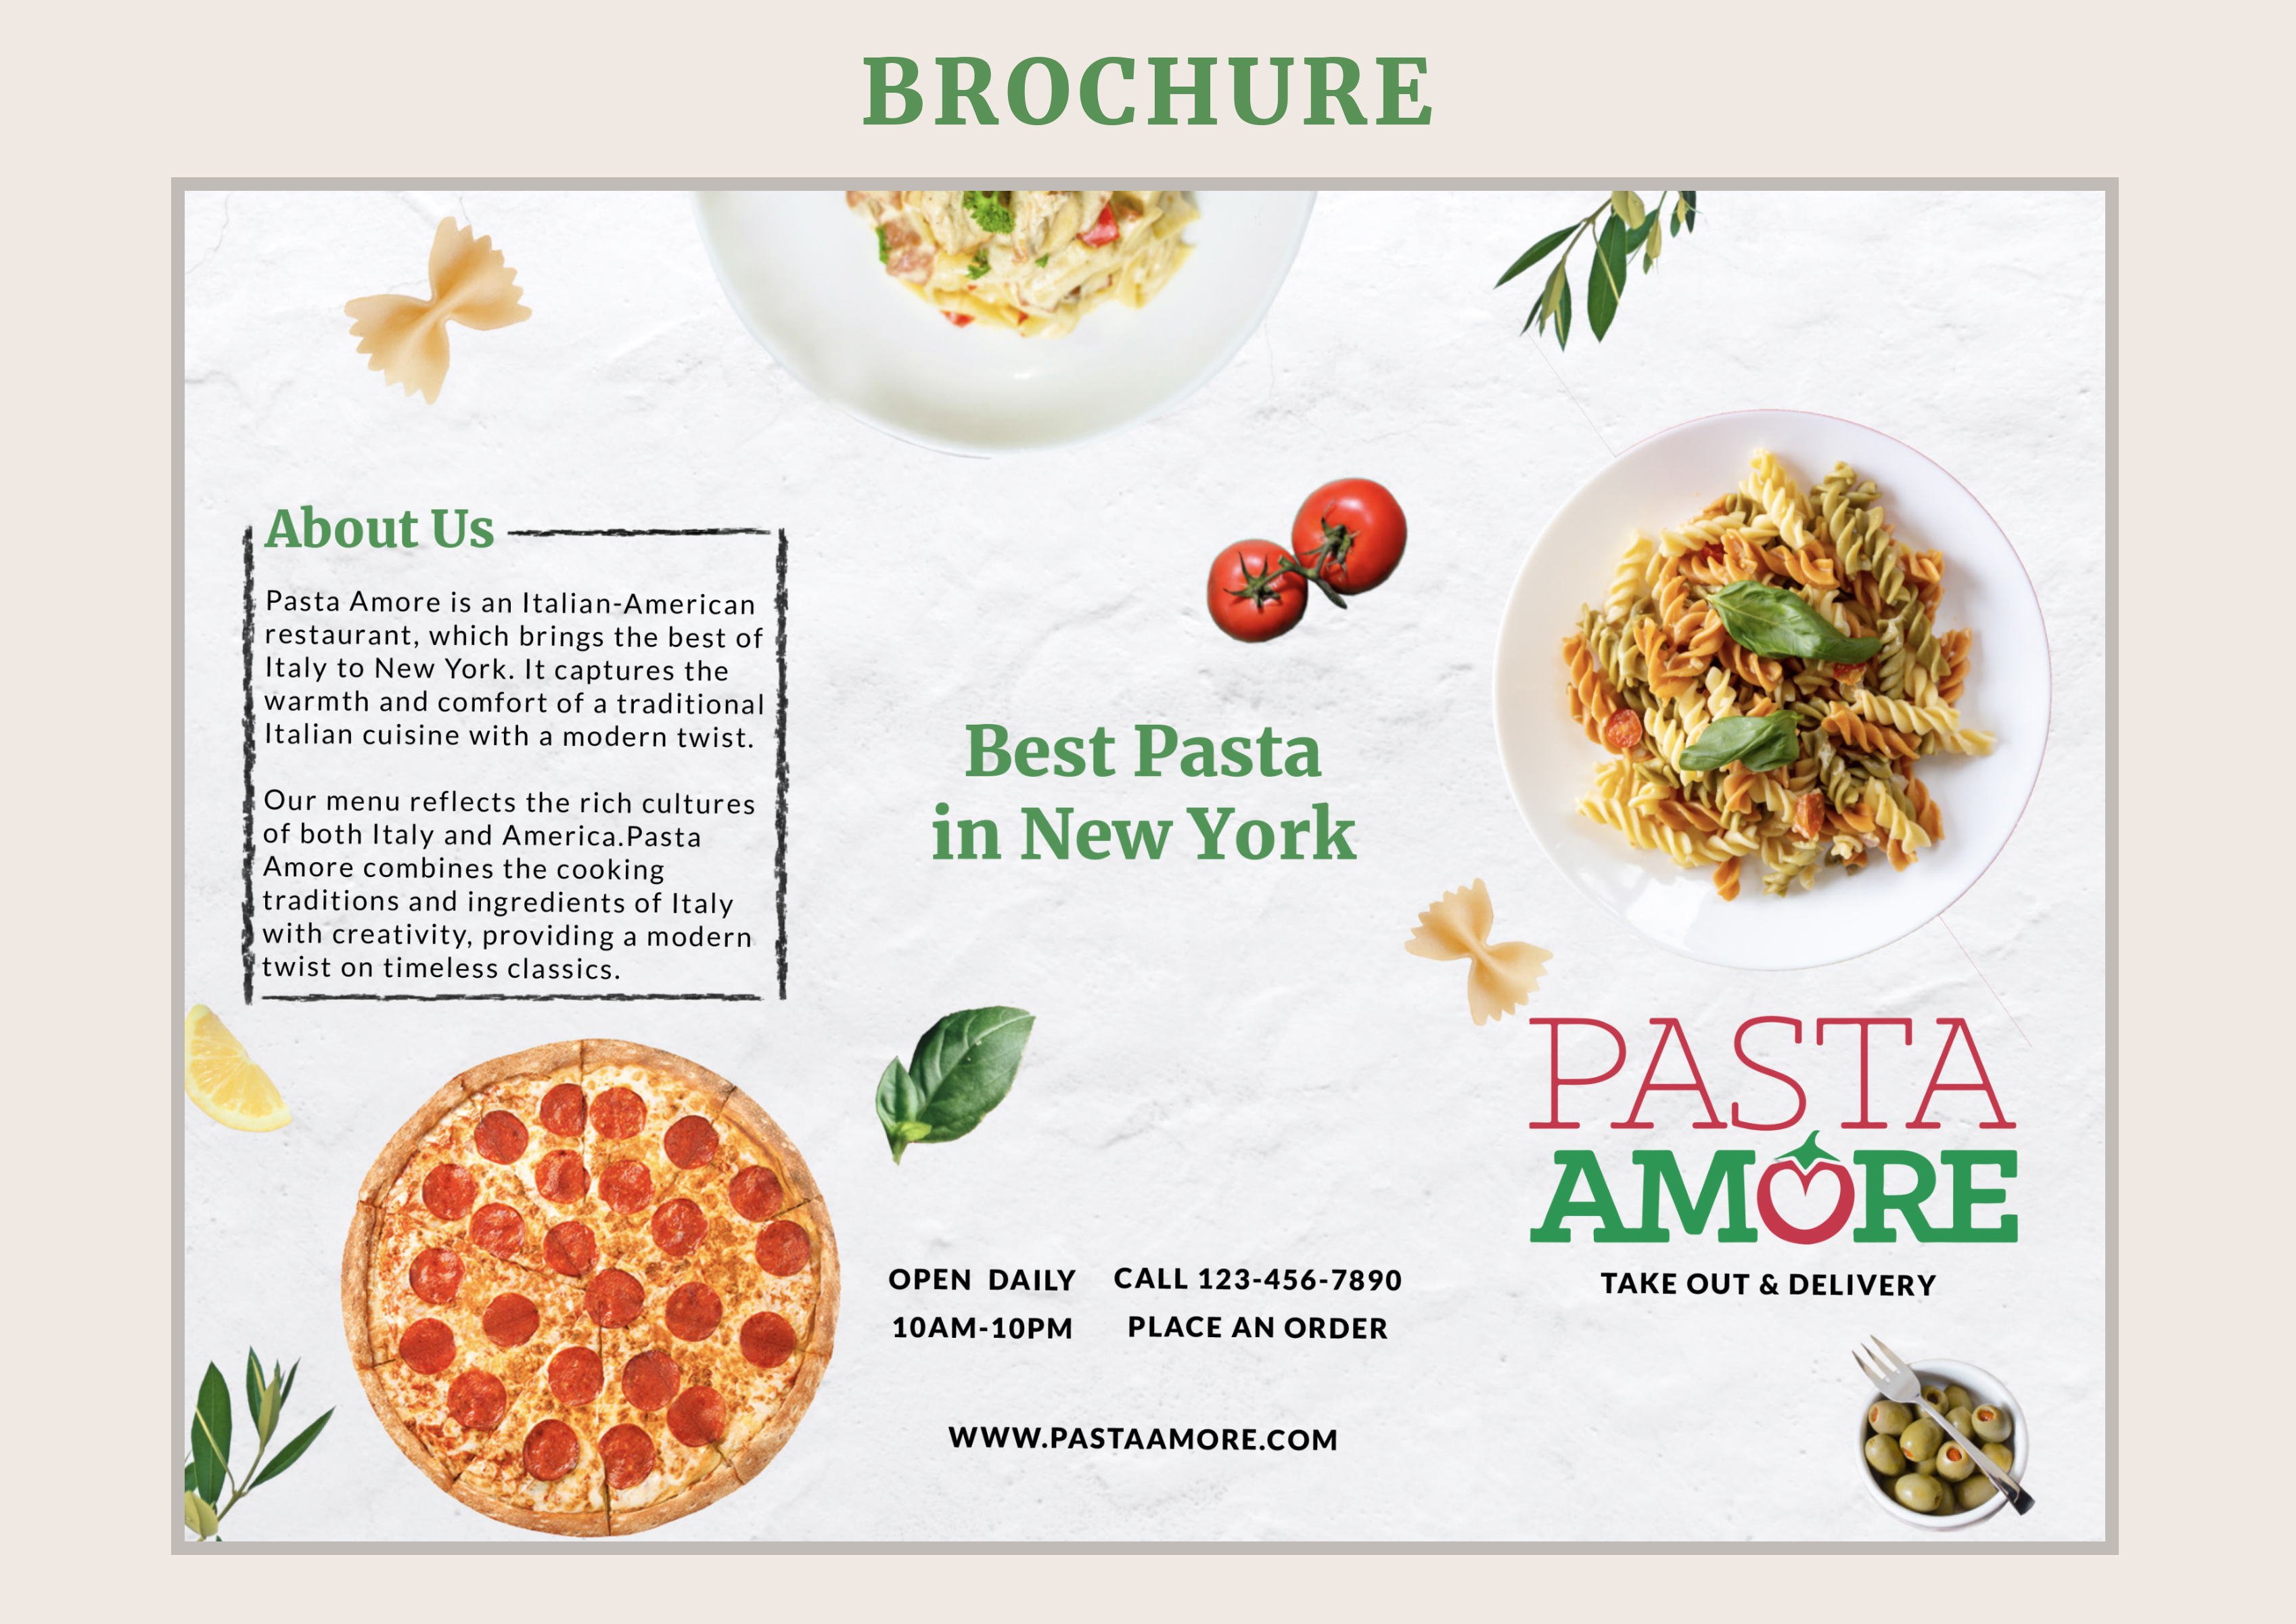 BROCHURE
About Us
Pasta Amore is an Italian-American
restaurant, which brings the best of
Italy to New York. It captures the
warmth and comfort of a traditional
Italian cuisine with a modern twist.
Our menu reflects the rich cultures
of both Italy and America.Pasta
Amore combines the cooking
traditions and ingredients of Italy
with creativity, providing a modern
twist on timeless classics.
Best Pasta
in New York
OPEN DAILY
10AM-10PM
CALL 123-456-7890
PLACE AN ORDER
WWW.PASTAAMORE.COM
PASTA
AMORE
TAKE OUT & DELIVERY